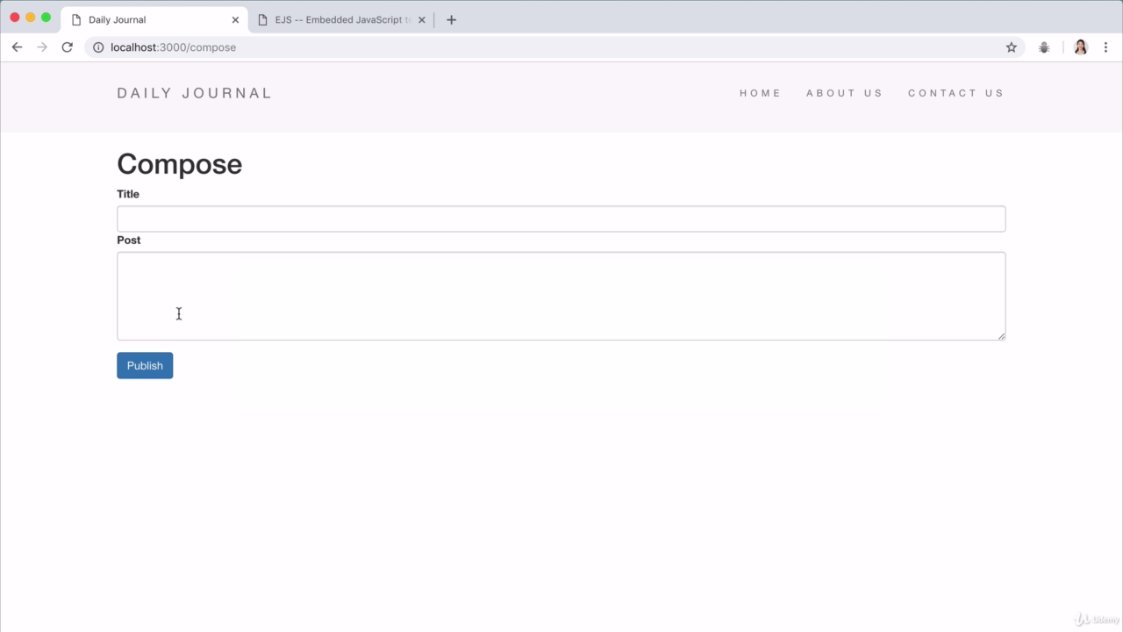 Daily Journal
EJS -- Embedded JavaScript t
localhost:3000/compose
DAILY JOURNAL
HOME ABOUT US CONTACT US
Compose
Title
Post
Publish
Udemy